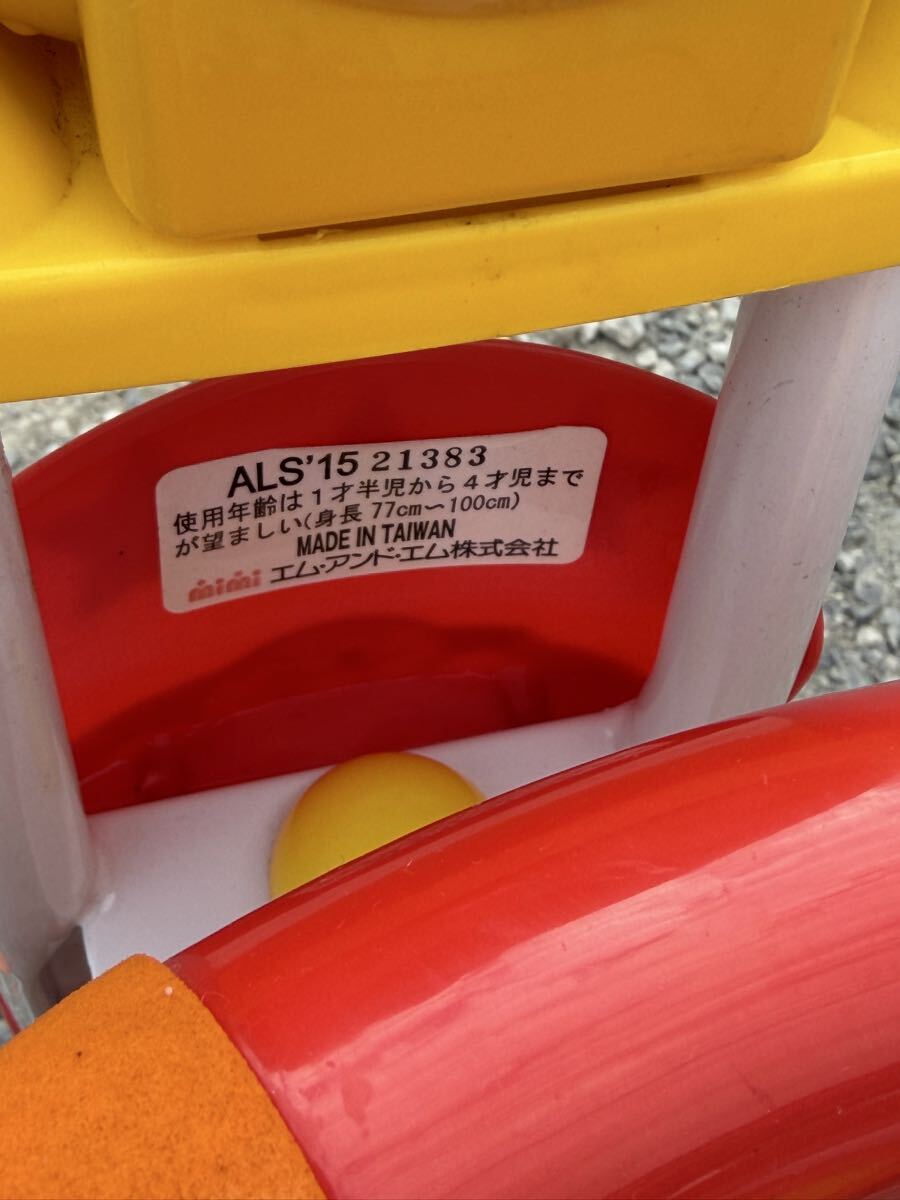 ALS'15 21383
使用年齢は1才半児から4才児まで
が望ましい(身長77cm〜100cm)
MADE IN TAIWAN
mimi エム・アンド・エム株式会社